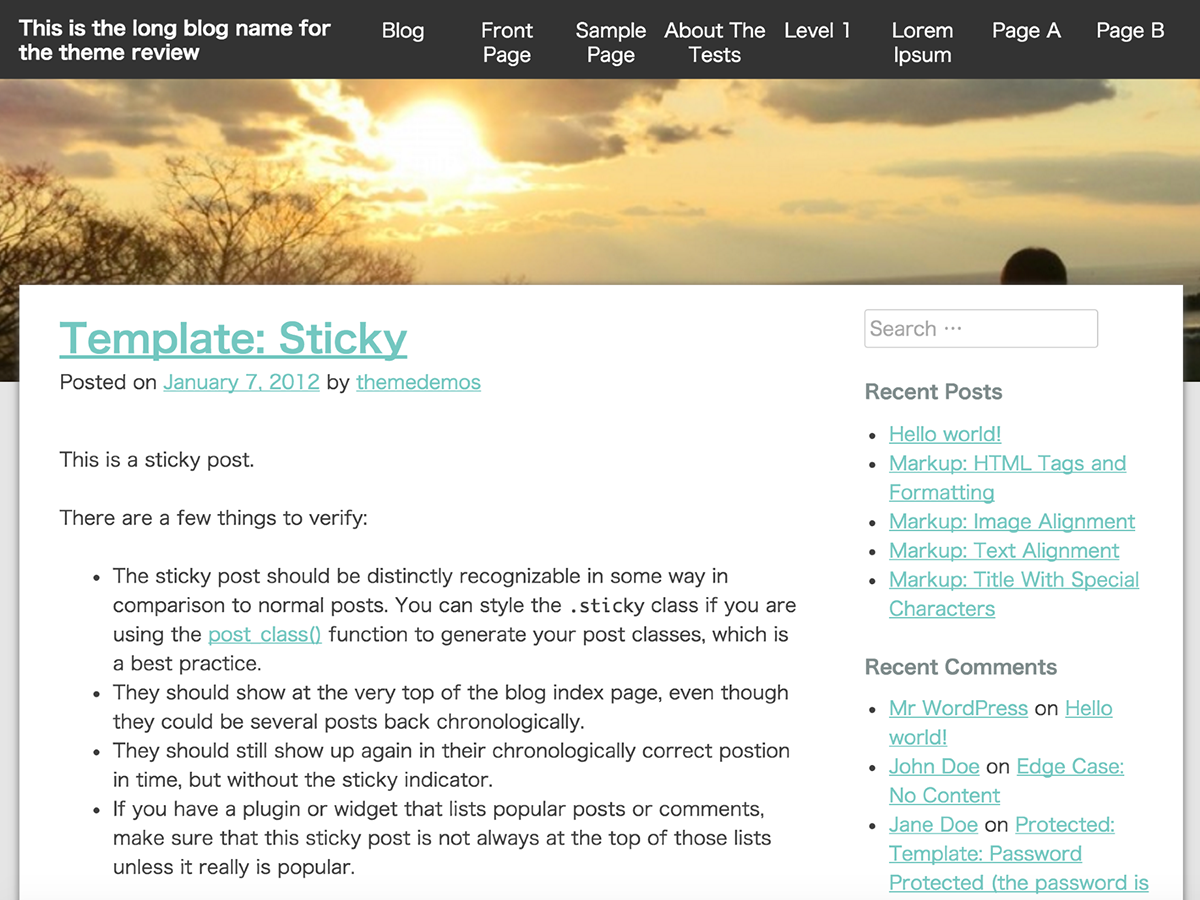 This is the long blog name for
the theme review
Blog
Front
Page
Sample
Page
About The
Tests
Level 1
Lorem
Ipsum
Page A
Page B
Template: Sticky
Posted on January 7, 2012 by themedemos
This is a sticky post.
There are a few things to verify:
• The sticky post should be distinctly recognizable in some way in
comparison to normal posts. You can style the .sticky class if you are
using the post_class() function to generate your post classes, which is
a best practice.
• They should show at the very top of the blog index page, even though
they could be several posts back chronologically.
• They should still show up again in their chronologically correct postion
in time, but without the sticky indicator.
• If you have a plugin or widget that lists popular posts or comments,
make sure that this sticky post is not always at the top of those lists
unless it really is popular.
Search …
Recent Posts
• Hello world!
• Markup: HTML Tags and
Formatting
• Markup: Image Alignment
• Markup: Text Alignment
• Markup: Title With Special
Characters
Recent Comments
• Mr WordPress on Hello
world!
• John Doe on Edge Case:
No Content
• Jane Doe on Protected:
Template: Password
Protected (the password is